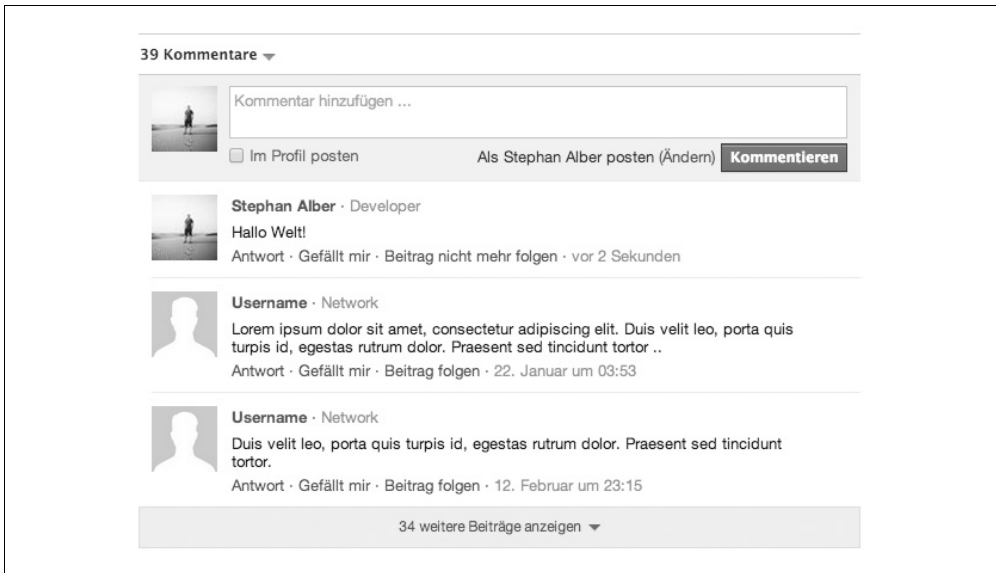 39 Kommentare
Kommentar hinzufügen ...
Im Profil posten Als Stephan Alber posten (Ändern) Kommentieren
Stephan Alber · Developer
Hallo Welt!
Antwort · Gefällt mir · Beitrag nicht mehr folgen · vor 2 Sekunden
Username · Network
Lorem ipsum dolor sit amet, consectetur adipiscing elit. Duis velit leo, porta quis
turpis id, egestas rutrum dolor. Praesent sed tincidunt tortor ..
Antwort · Gefällt mir · Beitrag folgen · 22. Januar um 03:53
Username · Network
Duis velit leo, porta quis turpis id, egestas rutrum dolor. Praesent sed tincidunt
tortor.
Antwort · Gefällt mir · Beitrag folgen · 12. Februar um 23:15
34 weitere Beiträge anzeigen